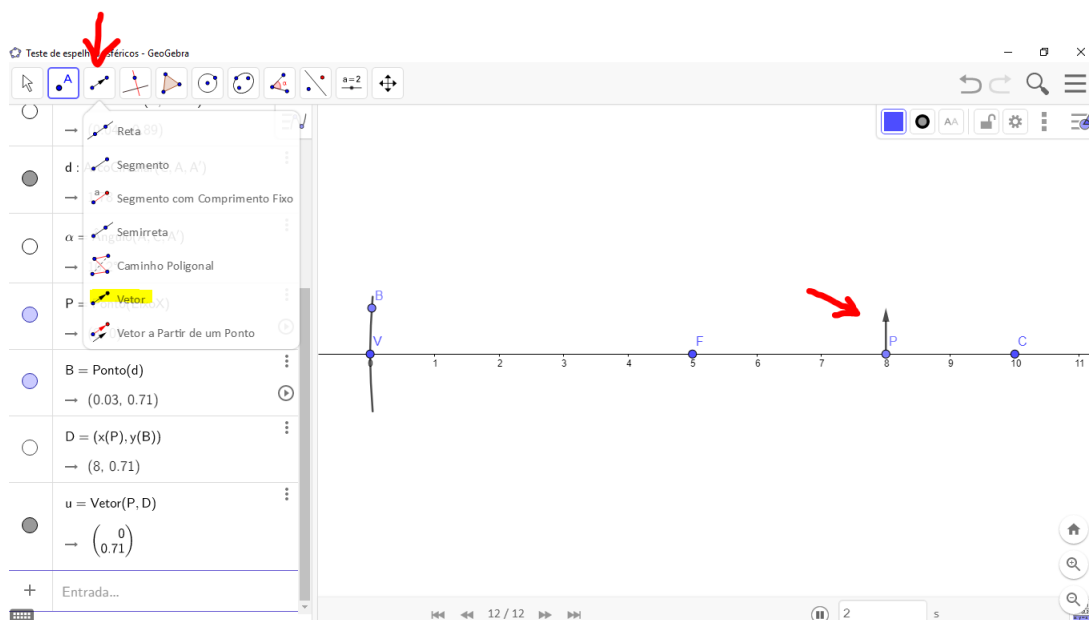 Teste de espelhos esféricos - GeoGebra
A
a=2
Reta
d :
Segmento
a
Segmento com Comprimento Fixo
α =
Semirreta
Caminho Poligonal
P =
Vetor
Vetor a Partir de um Ponto
B = Ponto(d)
→ (0.03, 0.71)
D = (x(P), y(B))
→ (8, 0.71)
u = Vetor(P, D)
→ (0
0.71)
+ Entrada...
AA
B
V F P C
0 1 2 3 4 5 6 7 8 9 10 11
12 / 12
2 s